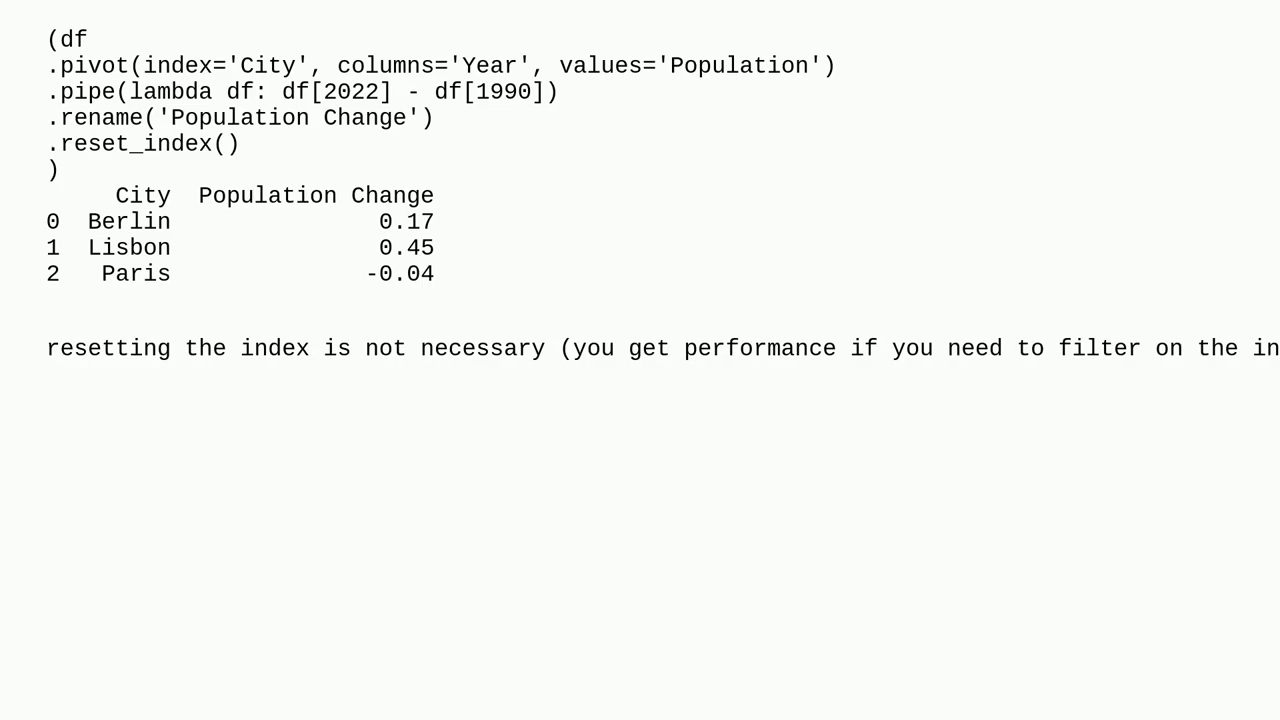 (df
.pivot(index='City', columns='Year', values='Population')
.pipe(lambda df: df[2022] - df[1990])
.rename('Population Change')
.reset_index()
)
     City  Population Change
0  Berlin               0.17
1  Lisbon               0.45
2   Paris              -0.04
resetting the index is not necessary (you get performance if you need to filter on the in